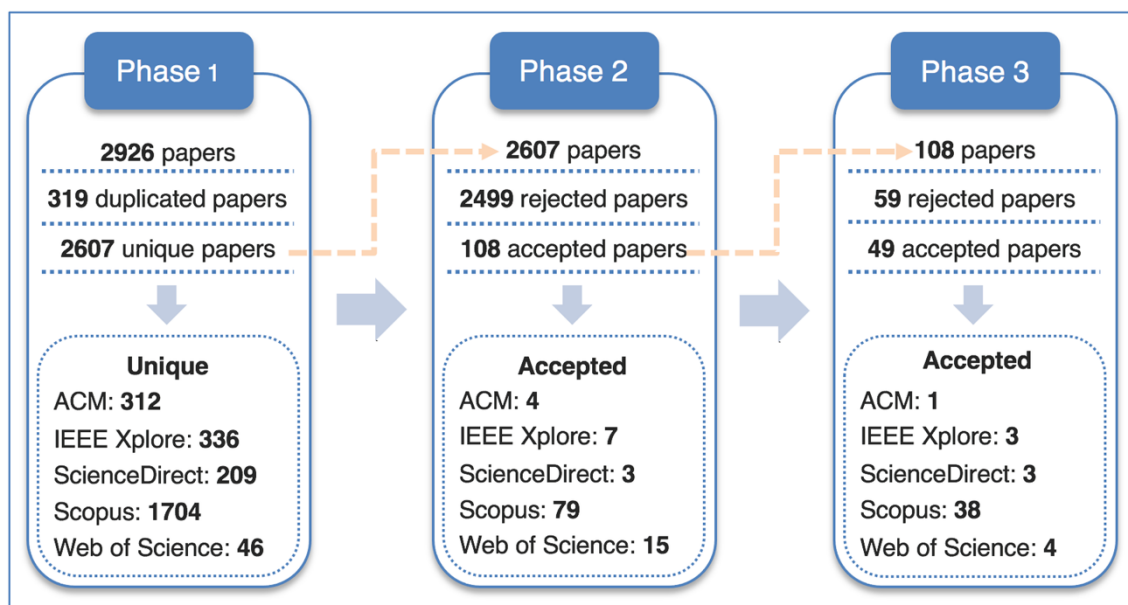 Phase 1
2926 papers
319 duplicated papers
2607 unique papers
Unique
ACM: 312
IEEE Xplore: 336
ScienceDirect: 209
Scopus: 1704
Web of Science: 46
Phase 2
2607 papers
2499 rejected papers
108 accepted papers
Accepted
ACM: 4
IEEE Xplore: 7
ScienceDirect: 3
Scopus: 79
Web of Science: 15
Phase 3
108 papers
59 rejected papers
49 accepted papers
Accepted
ACM: 1
IEEE Xplore: 3
ScienceDirect: 3
Scopus: 38
Web of Science: 4